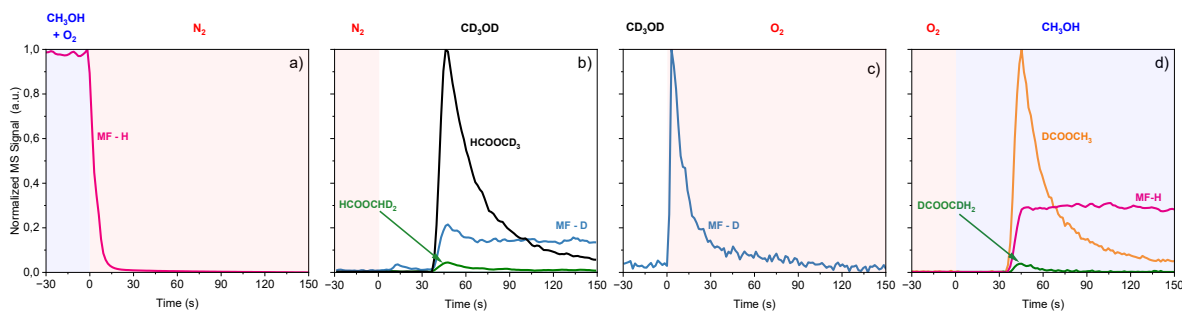 CH₃OH
+ O₂
N₂
N₂
CD₃OD
CD₃OD
O₂
O₂
CH₃OH
Normalized MS Signal (a.u.)
1,0
0,8
0,6
0,4
0,2
0,0
a)
MF - H
-30 0 30 60 90 120 150
Time (s)
b)
HCOOCD₃
HCOOCHD₂
MF - D
-30 0 30 60 90 120 150
Time (s)
c)
MF - D
-30 0 30 60 90 120 150
Time (s)
d)
DCOOCH₃
MF-H
DCOOCDH₂
-30 0 30 60 90 120 150
Time (s)